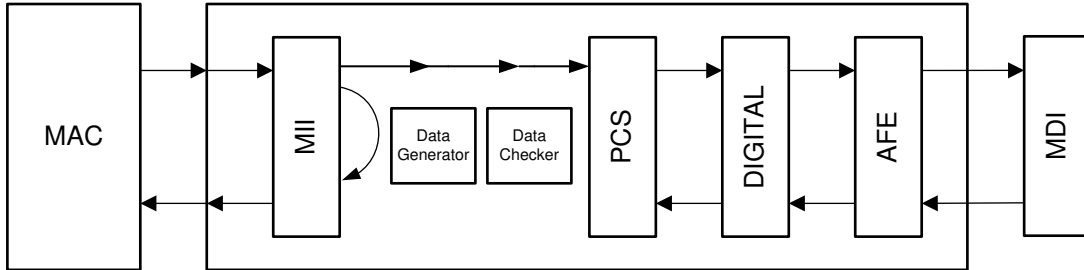 MAC
MII
Data
Generator
Data
Checker
PCS
DIGITAL
AFE
MDI